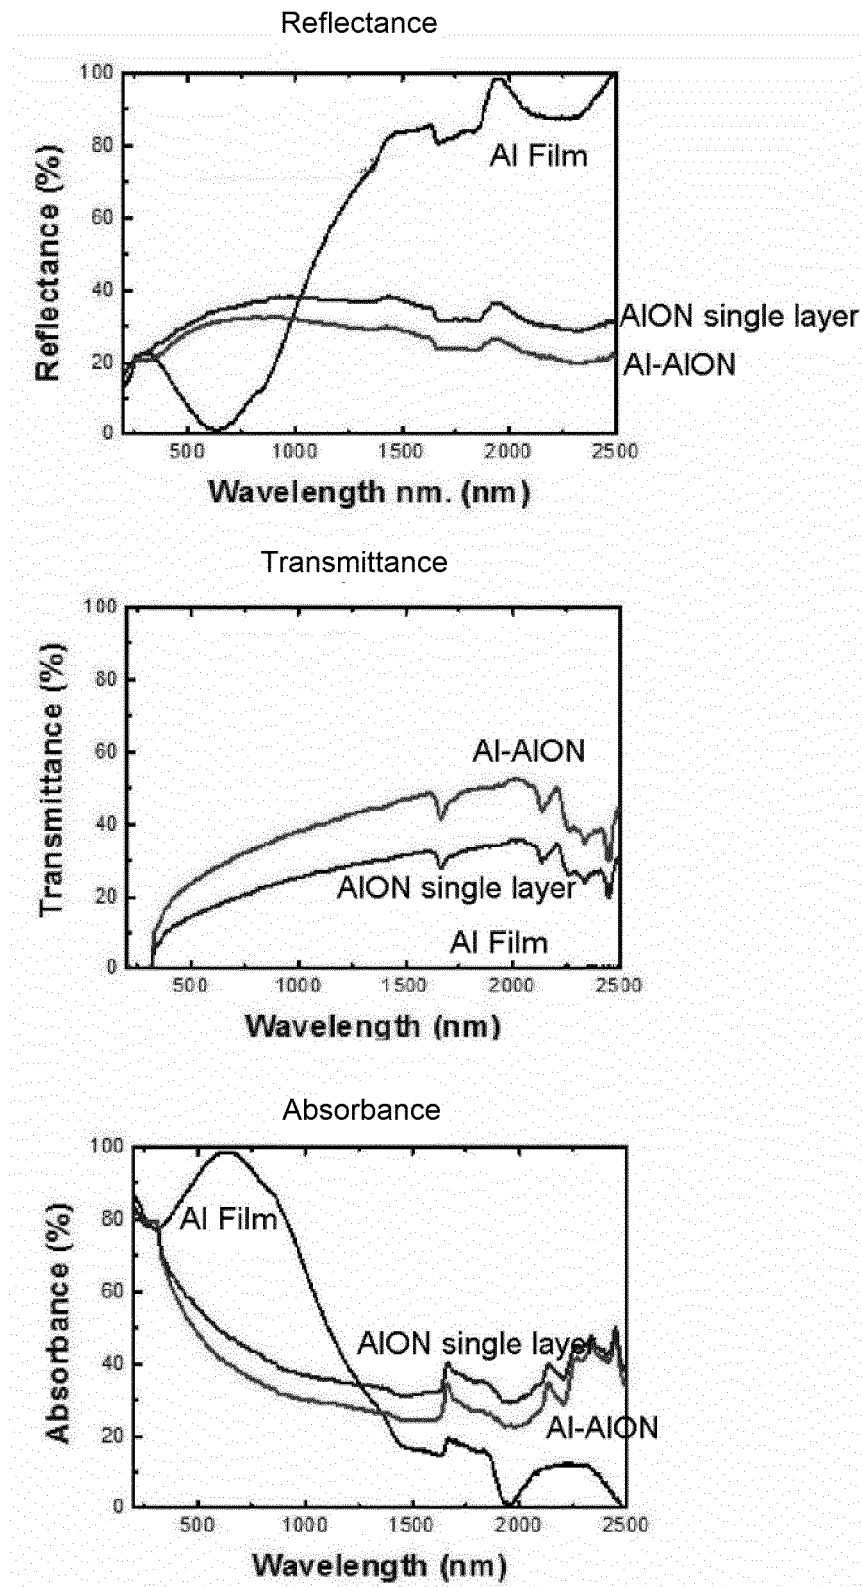 Reflectance
100
80
60
40
20
0
Reflectance (%)
Al Film
AlON single layer
Al-AlON
500 1000 1500 2000 2500
Wavelength nm. (nm)
Transmittance
100
80
60
40
20
0
Transmittance (%)
Al-AlON
AlON single layer
Al Film
500 1000 1500 2000 2500
Wavelength (nm)
Absorbance
100
80
60
40
20
0
Absorbance (%)
Al Film
AlON single layer
Al-AlON
500 1000 1500 2000 2500
Wavelength (nm)